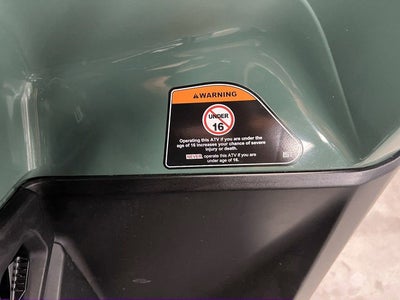 WARNING
UNDER
16
Operating this ATV if you are under the
age of 16 increases your chance of severe
injury or death.
NEVER operate this ATV if you are
under age of 16.